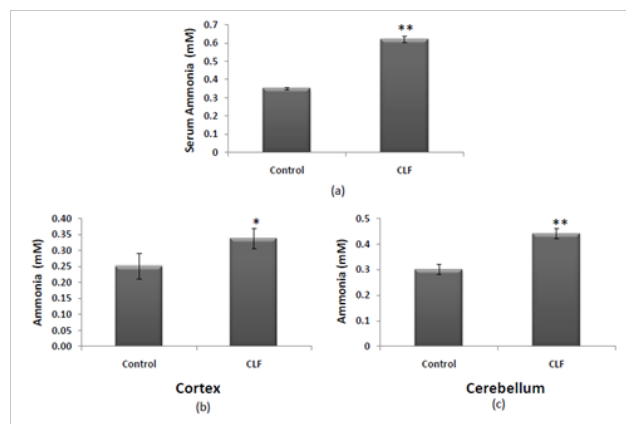 0.7
0.6
0.5
0.4
0.3
0.2
0.1
0
Serum Ammonia (mM)
**
Control CLF
(a)
0.40
0.35
0.30
0.25
0.20
0.15
0.10
0.05
0.00
Ammonia (mM)
*
Control CLF
Cortex
(b)
0.5
0.4
0.3
0.2
0.1
0
Ammonia (mM)
**
Control CLF
Cerebellum
(c)